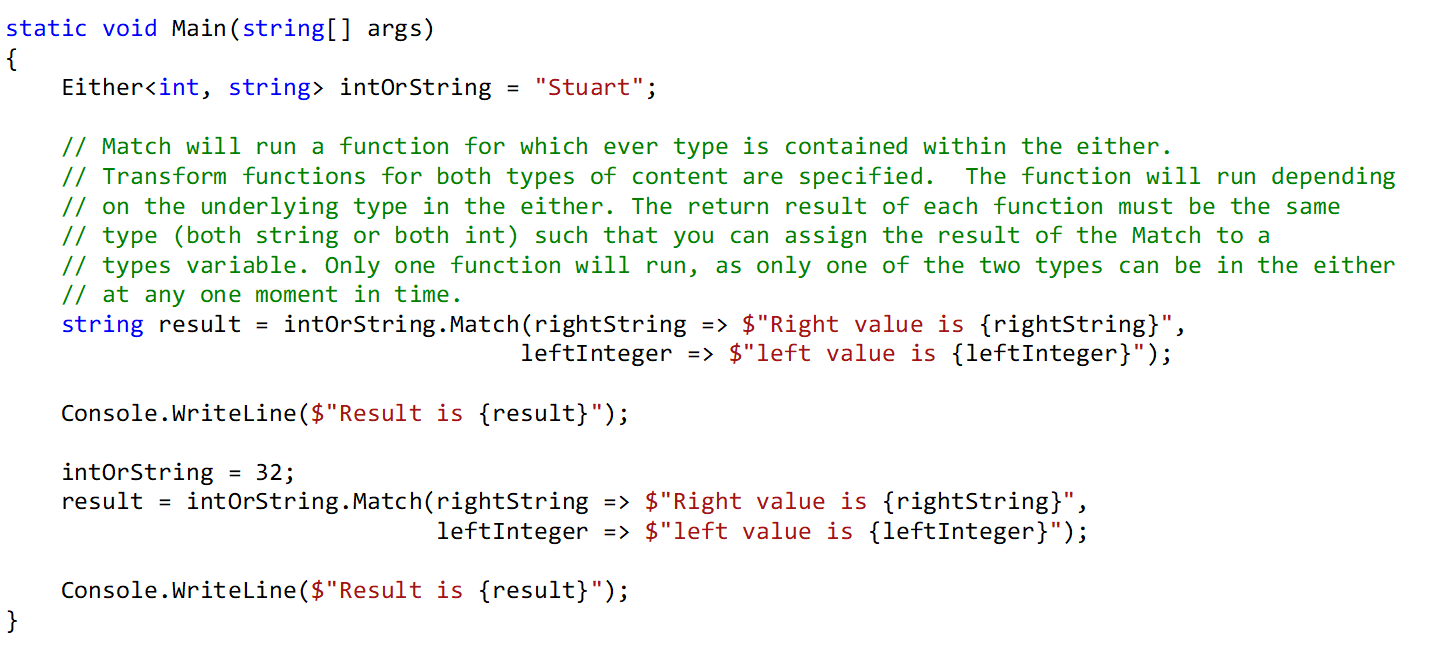 static void Main(string[] args)
{
    Either<int, string> intOrString = "Stuart";

    // Match will run a function for which ever type is contained within the either.
    // Transform functions for both types of content are specified.  The function will run depending
    // on the underlying type in the either. The return result of each function must be the same
    // type (both string or both int) such that you can assign the result of the Match to a
    // types variable. Only one function will run, as only one of the two types can be in the either
    // at any one moment in time.
    string result = intOrString.Match(rightString => $"Right value is {rightString}",
                                      leftInteger => $"left value is {leftInteger}");

    Console.WriteLine($"Result is {result}");

    intOrString = 32;
    result = intOrString.Match(rightString => $"Right value is {rightString}",
                               leftInteger => $"left value is {leftInteger}");

    Console.WriteLine($"Result is {result}");
}